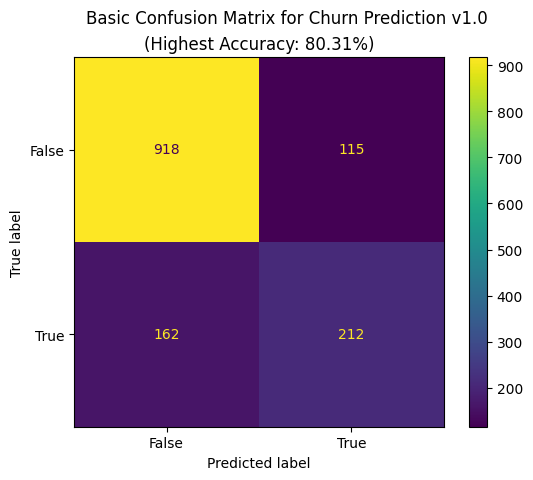 Basic Confusion Matrix for Churn Prediction v1.0
(Highest Accuracy: 80.31%)
True label
False
918
115
True
162
212
False
True
Predicted label
900
800
700
600
500
400
300
200